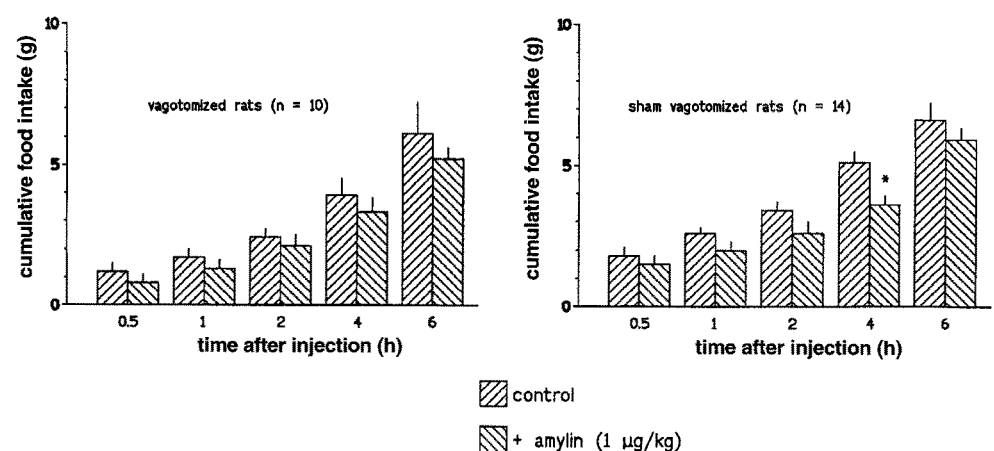 10
5
0
cumulative food intake (g)
vagotomized rats (n = 10)
0.5 1 2 4 6
time after injection (h)
10
5
0
cumulative food intake (g)
sham vagotomized rats (n = 14)
*
0.5 1 2 4 6
time after injection (h)
control
+ amylin (1 µg/kg)